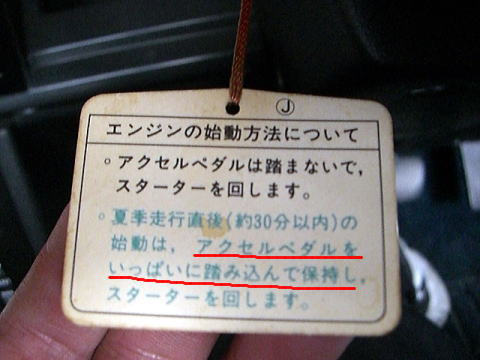 Ⓙ
エンジンの始動方法について
○アクセルペダルは踏まないで，
スターターを回します。
○夏季走行直後(約30分以内)の
始動は，アクセルペダルを
いっぱいに踏み込んで保持し，
スターターを回します。